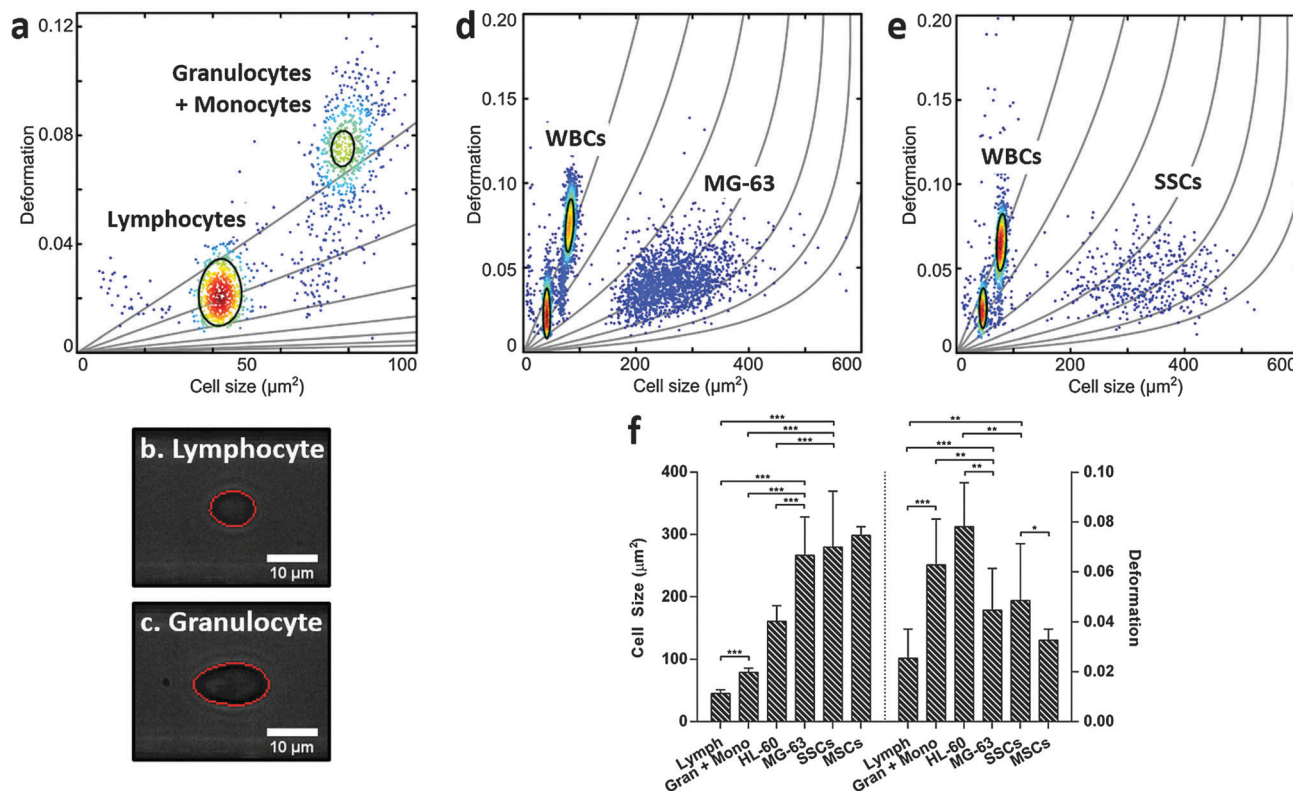 a
0.12
0.08
0.04
0
Deformation
Granulocytes
+ Monocytes
Lymphocytes
0
50
100
Cell size (µm²)
d
0.20
0.15
0.10
0.05
0
Deformation
WBCs
MG-63
0
200
400
600
Cell size (µm²)
e
0.20
0.15
0.10
0.05
0
Deformation
WBCs
SSCs
0
200
400
600
Cell size (µm²)
b. Lymphocyte
10 µm
c. Granulocyte
10 µm
f
***
***
***
***
***
***
***
**
**
***
**
**
***
*
400
300
200
100
0
Cell Size (µm²)
0.10
0.08
0.06
0.04
0.02
0.00
Deformation
Lymph
Gran + Mono
HL-60
MG-63
SSCs
MSCs
Lymph
Gran + Mono
HL-60
MG-63
SSCs
MSCs